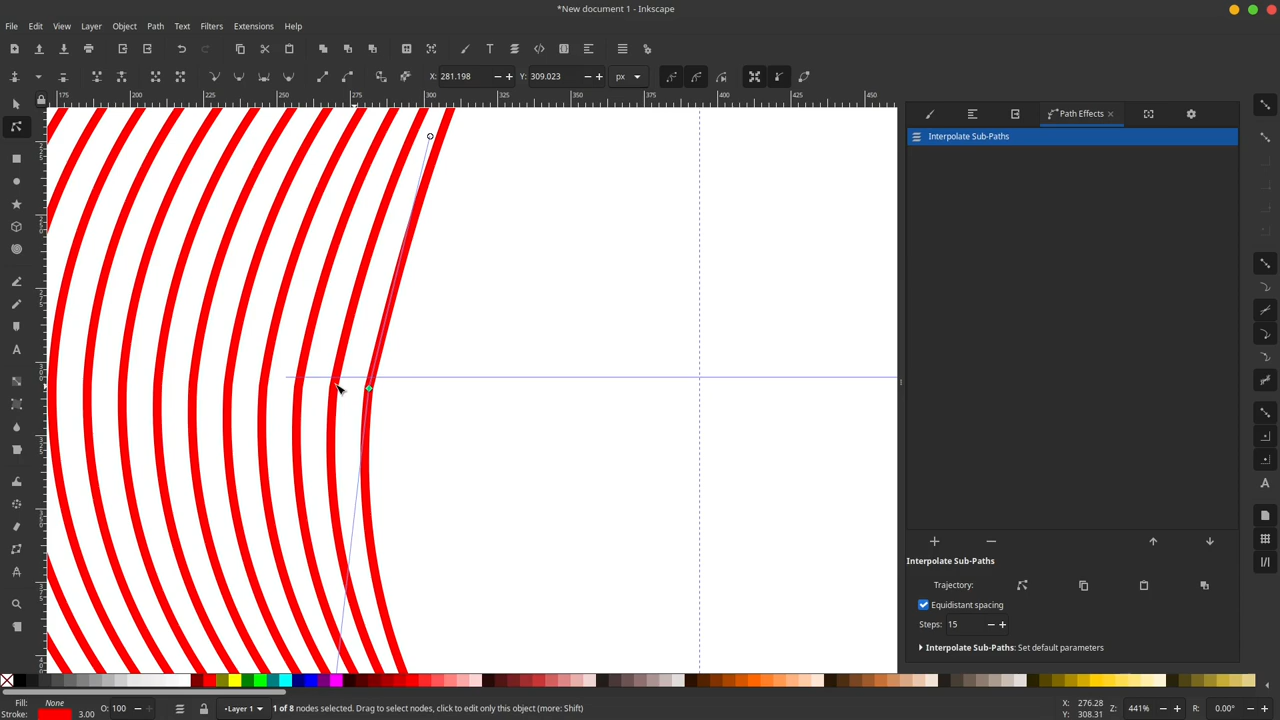 *New document 1 - Inkscape
File Edit View Layer Object Path Text Filters Extensions Help
X: 281.198 Y: 309.023 px
175 200 225 250 275 300 325 350 375 400 425 450
Path Effects
Interpolate Sub-Paths
Interpolate Sub-Paths
Trajectory:
Equidistant spacing
Steps: 15
Interpolate Sub-Paths: Set default parameters
Fill: None
Stroke: 3.00
O: 100
Layer 1
1 of 8 nodes selected. Drag to select nodes, click to edit only this object (more: Shift)
X: 276.28
Y: 308.31
Z: 441%
R: 0.00°